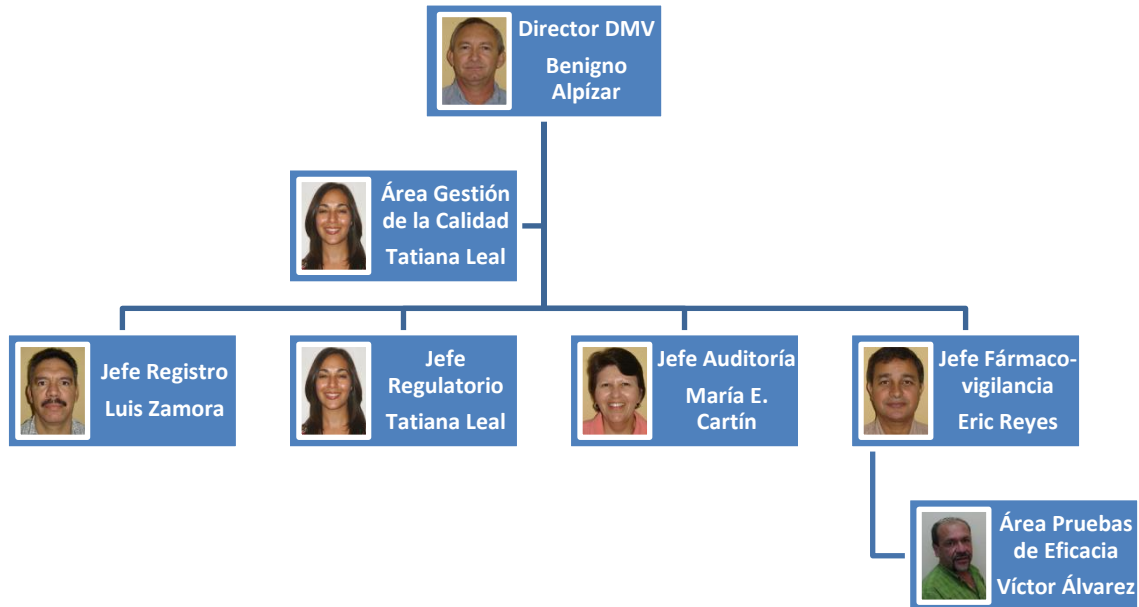 Director DMV
Benigno
Alpízar
Área Gestión
de la Calidad
Tatiana Leal
Jefe Registro
Luis Zamora
Jefe
Regulatorio
Tatiana Leal
Jefe Auditoría
María E.
Cartín
Jefe Fármaco-
vigilancia
Eric Reyes
Área Pruebas
de Eficacia
Víctor Álvarez